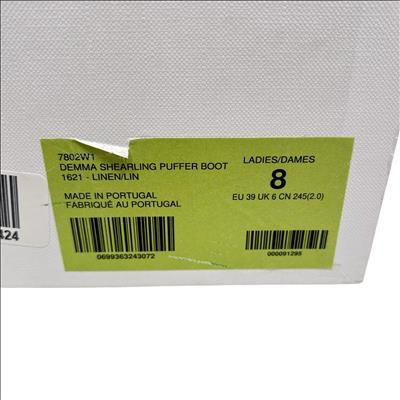 7802W1
DEMMA SHEARLING PUFFER BOOT
1621 - LINEN/LIN
MADE IN PORTUGAL
FABRIQUÉ AU PORTUGAL
0699363243072
LADIES/DAMES
8
EU 39 UK 6 CN 245(2.0)
000091295
424